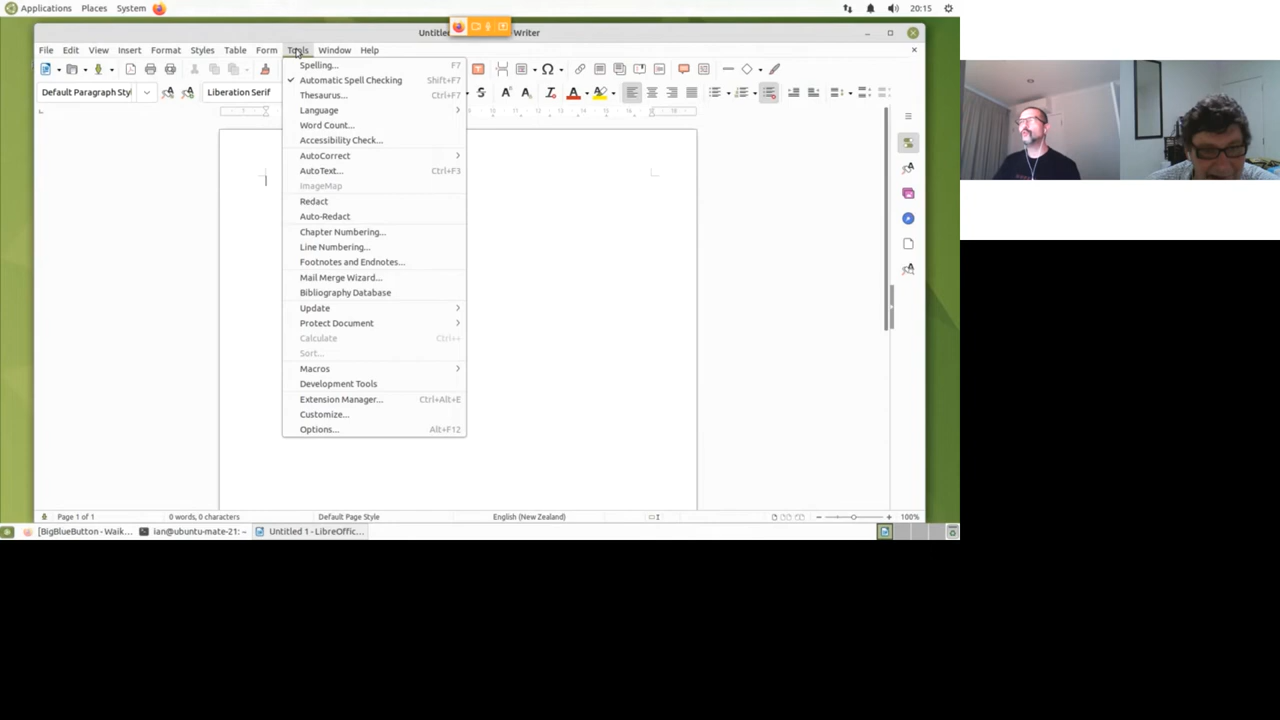 Applications Places System 20:15
Untitle Writer
File Edit View Insert Format Styles Table Form Tools Window Help
Default Paragraph Styl Liberation Serif
Spelling... F7
Automatic Spell Checking Shift+F7
Thesaurus... Ctrl+F7
Language
Word Count...
Accessibility Check...
AutoCorrect
AutoText... Ctrl+F3
ImageMap
Redact
Auto-Redact
Chapter Numbering...
Line Numbering...
Footnotes and Endnotes...
Mail Merge Wizard...
Bibliography Database
Update
Protect Document
Calculate Ctrl++
Sort...
Macros
Development Tools
Extension Manager... Ctrl+Alt+E
Customize...
Options... Alt+F12
Page 1 of 1 0 words, 0 characters Default Page Style English (New Zealand) 100%
[BigBlueButton - Waik... ian@ubuntu-mate-21: ~ Untitled 1 - LibreOffic...